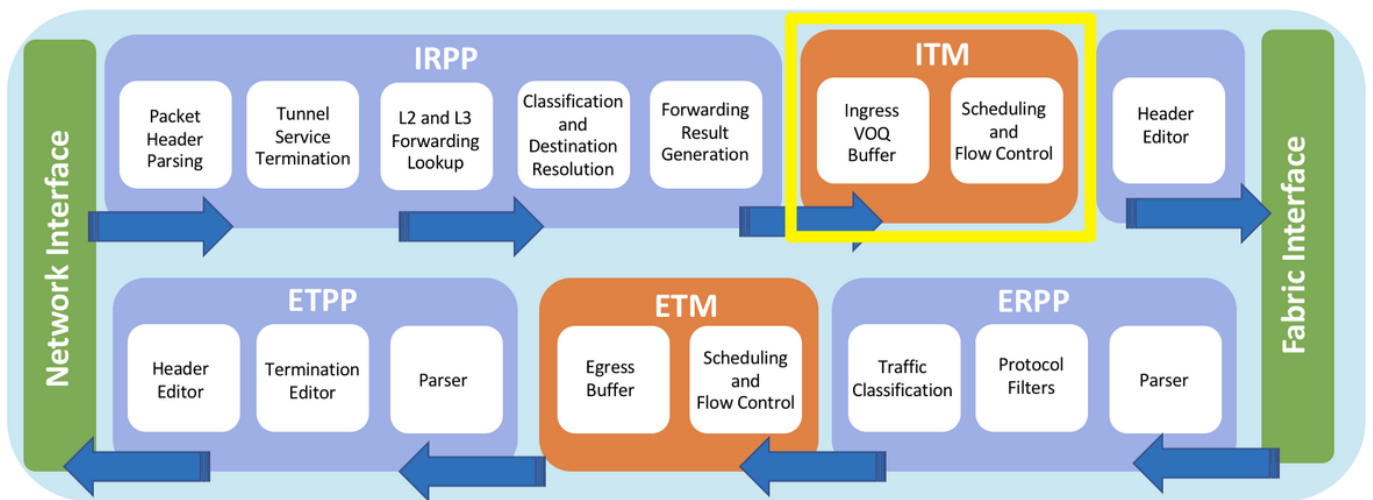 Network Interface
IRPP
Packet
Header
Parsing
Tunnel
Service
Termination
L2 and L3
Forwarding
Lookup
Classification
and
Destination
Resolution
Forwarding
Result
Generation
ITM
Ingress
VOQ
Buffer
Scheduling
and
Flow Control
Header
Editor
Fabric Interface
ETPP
Header
Editor
Termination
Editor
Parser
ETM
Egress
Buffer
Scheduling
and
Flow Control
ERPP
Traffic
Classification
Protocol
Filters
Parser